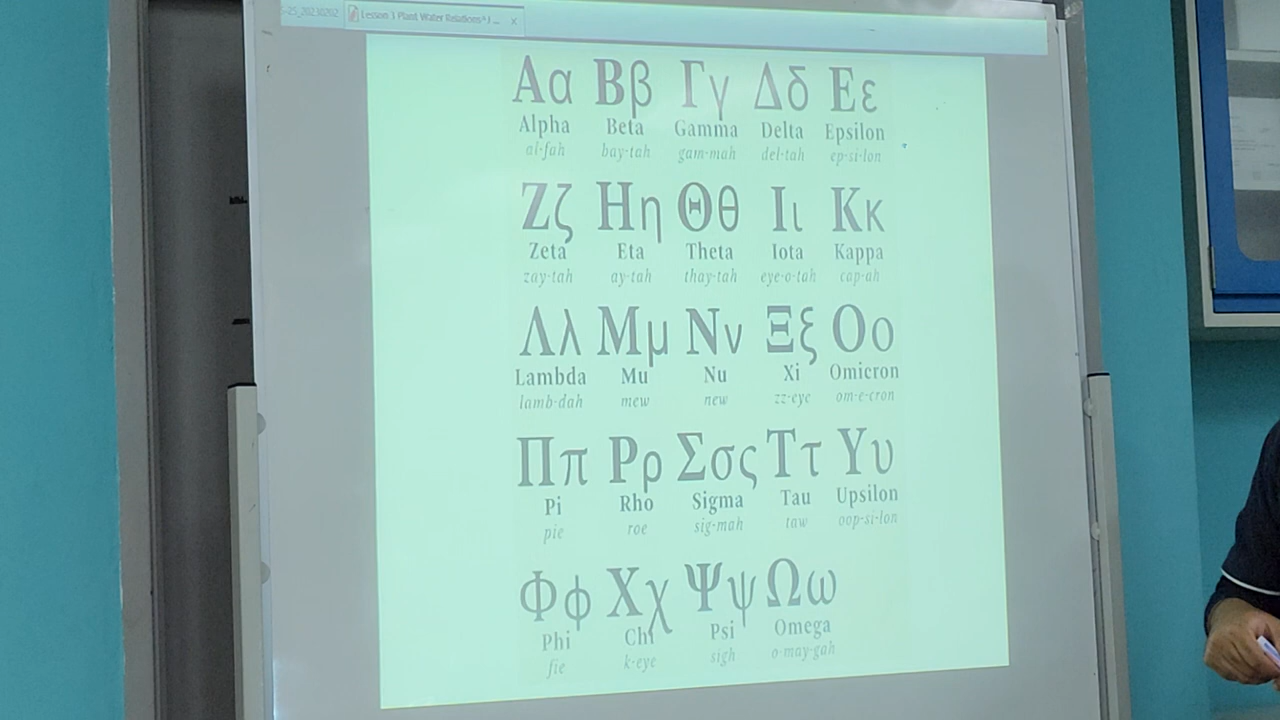 5-25_20230202 Lesson 3 Plant Water Relations^J ... ×
Αα Ββ Γγ Δδ Εε
Alpha Beta Gamma Delta Epsilon
al-fah bay-tah gam-mah del-tah ep-si-lon
Ζζ Ηη Θθ Ιι Κκ
Zeta Eta Theta Iota Kappa
zay-tah ay-tah thay-tah eye-o-tah cap-ah
Λλ Μμ Νν Ξξ Οο
Lambda Mu Nu Xi Omicron
lamb-dah mew new zz-eye om-e-cron
Ππ Ρρ Σσς Ττ Υυ
Pi Rho Sigma Tau Upsilon
pie roe sig-mah taw oop-si-lon
Φφ Χχ Ψψ Ωω
Phi Chi Psi Omega
fie k-eye sigh o-may-gah